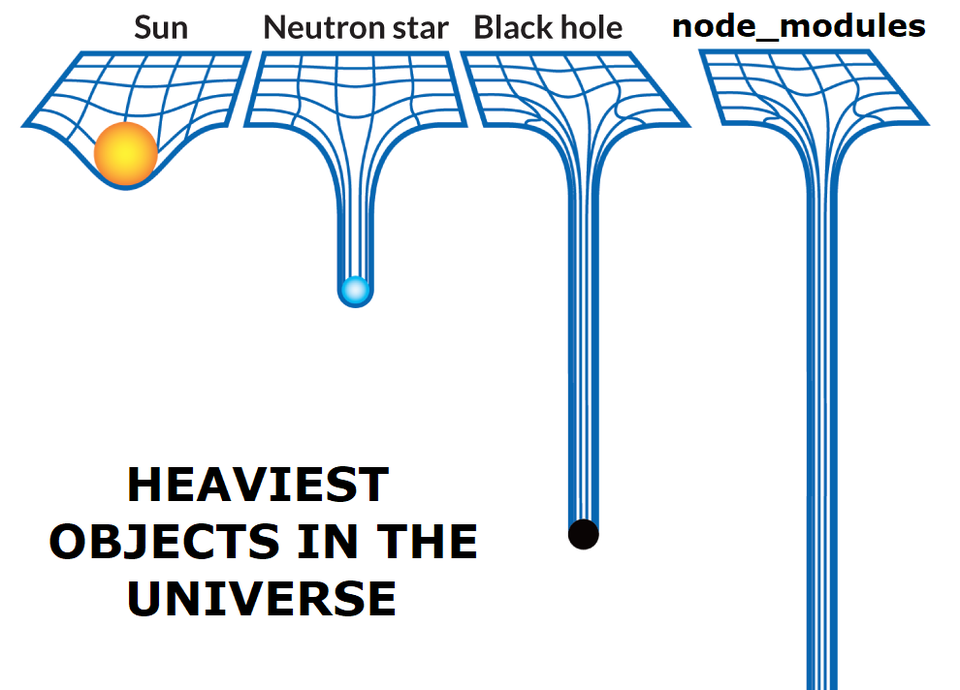 Sun
Neutron star
Black hole
node_modules
HEAVIEST
OBJECTS IN THE
UNIVERSE